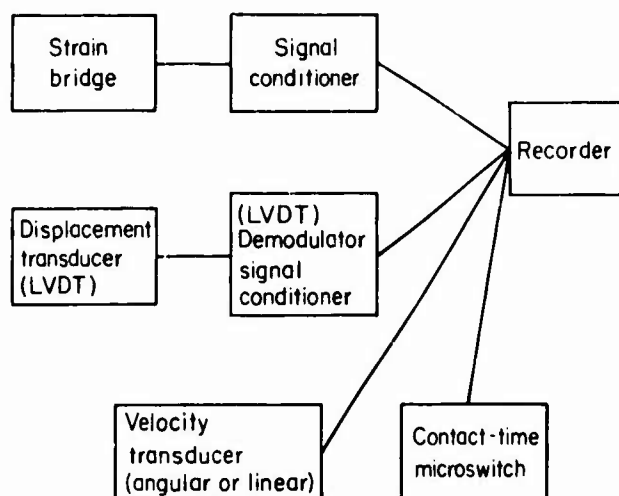 Strain
bridge
Signal
conditioner
Recorder
Displacement
transducer
(LVDT)
(LVDT)
Demodulator
signal
conditioner
Velocity
transducer
(angular or linear)
Contact-time
microswitch